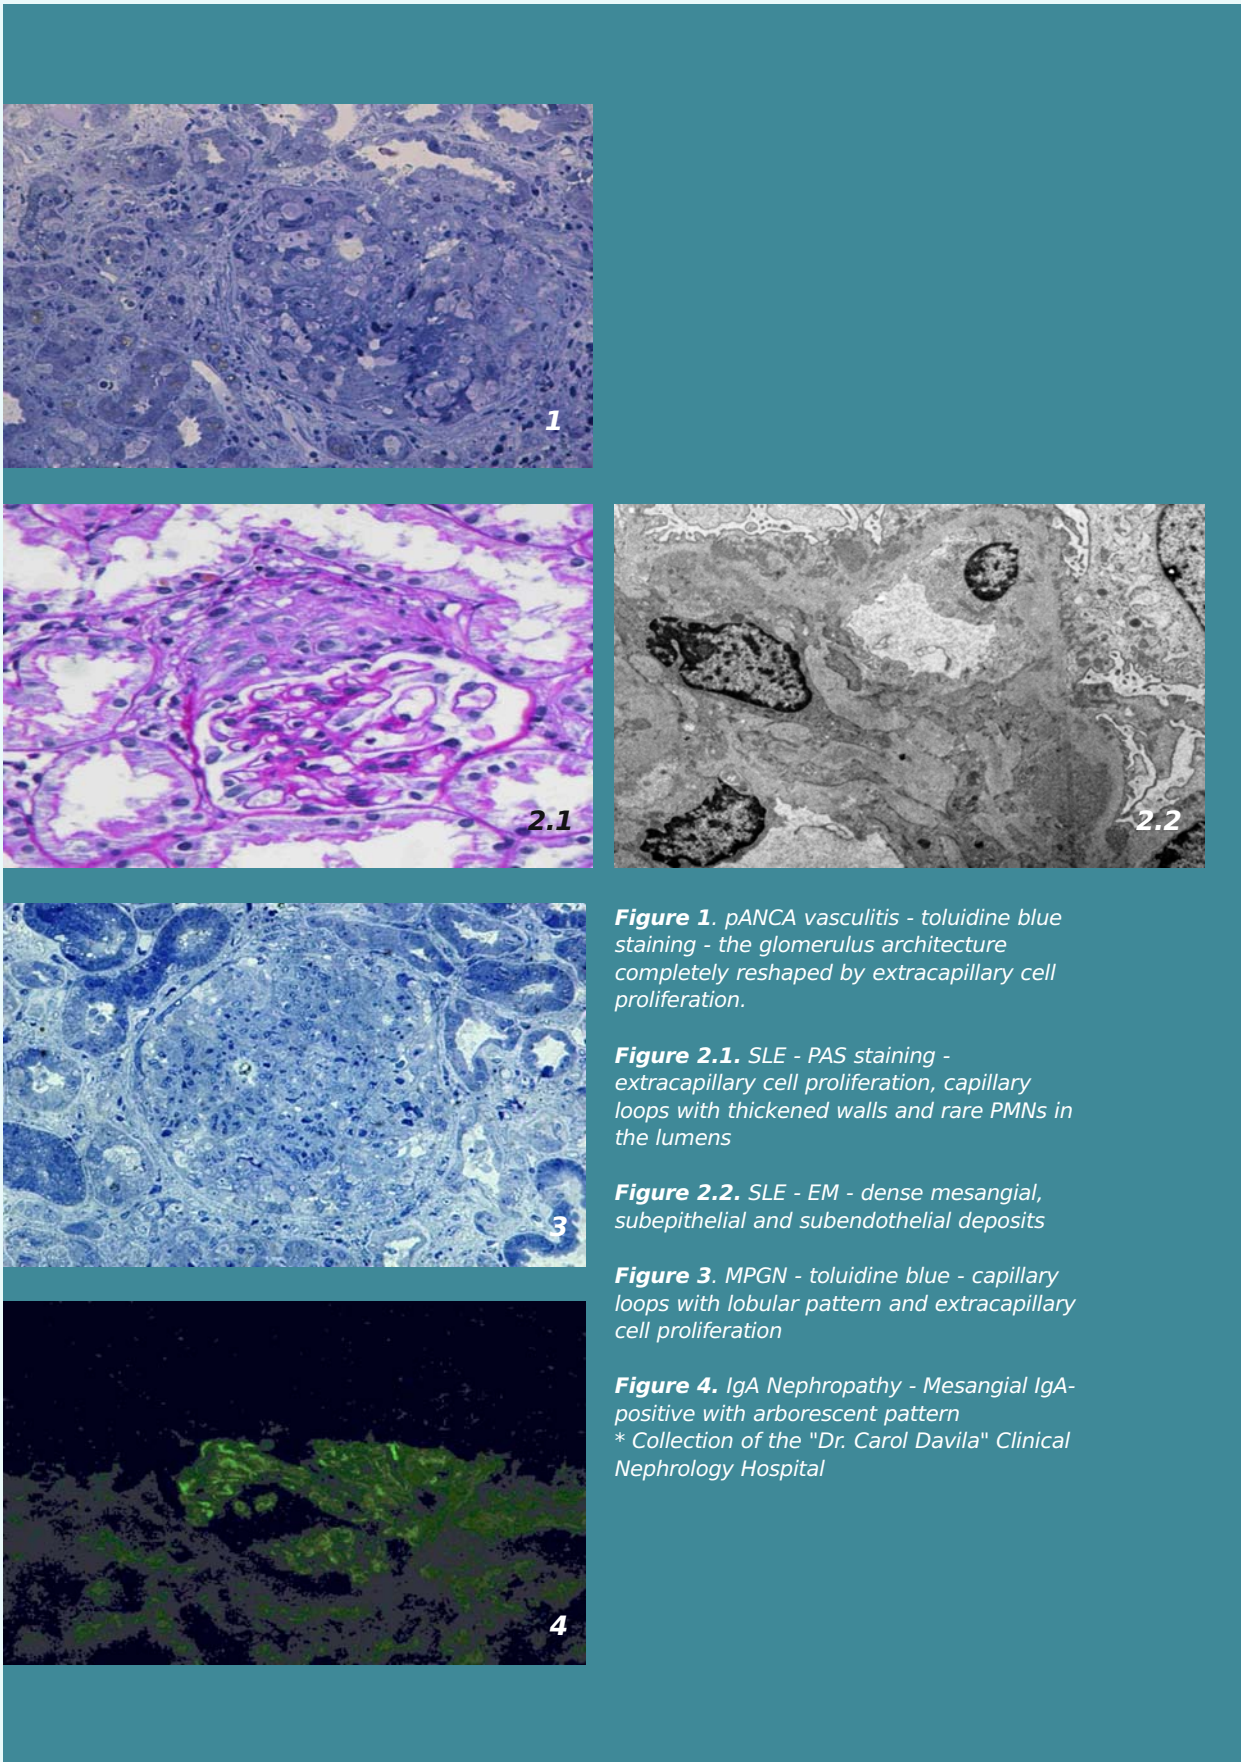 1
2.1
2.2
3
4
Figure 1. pANCA vasculitis - toluidine blue
staining - the glomerulus architecture
completely reshaped by extracapillary cell
proliferation.
Figure 2.1. SLE - PAS staining -
extracapillary cell proliferation, capillary
loops with thickened walls and rare PMNs in
the lumens
Figure 2.2. SLE - EM - dense mesangial,
subepithelial and subendothelial deposits
Figure 3. MPGN - toluidine blue - capillary
loops with lobular pattern and extracapillary
cell proliferation
Figure 4. IgA Nephropathy - Mesangial IgA-
positive with arborescent pattern
* Collection of the "Dr. Carol Davila" Clinical
Nephrology Hospital